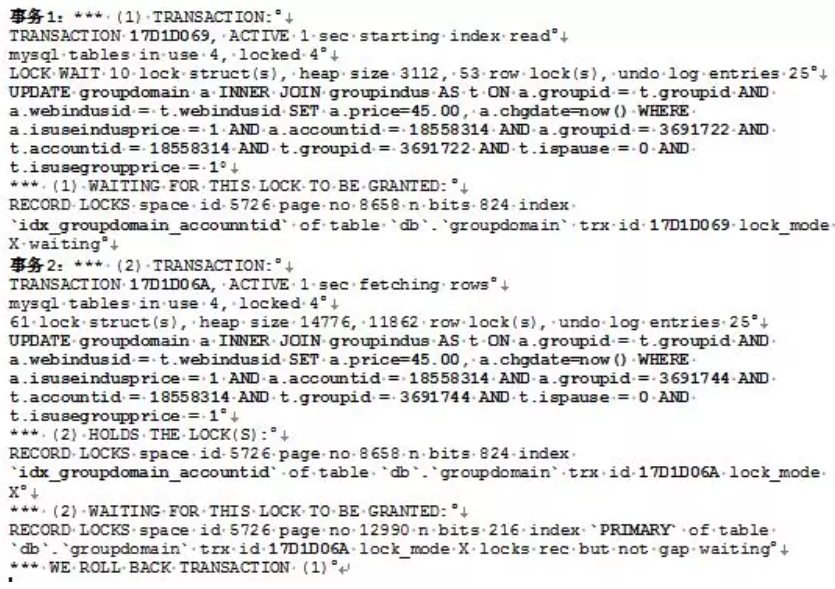 事务1：*** (1) TRANSACTION:
TRANSACTION 17D1D069, ACTIVE 1 sec starting index read
mysql tables in use 4, locked 4
LOCK WAIT 10 lock struct(s), heap size 3112, 53 row lock(s), undo log entries 25
UPDATE groupdomain a INNER JOIN groupindus AS t ON a.groupid = t.groupid AND
a.webindusid = t.webindusid SET a.price=45.00, a.chgdate=now() WHERE
a.isuseindusprice = 1 AND a.accountid = 18558314 AND a.groupid = 3691722 AND
t.accountid = 18558314 AND t.groupid = 3691722 AND t.ispause = 0 AND
t.isusegroupprice = 1
*** (1) WAITING FOR THIS LOCK TO BE GRANTED:
RECORD LOCKS space id 5726 page no 8658 n bits 824 index
`idx_groupdomain_accounntid` of table `db`.`groupdomain` trx id 17D1D069 lock_mode
X waiting
事务2：*** (2) TRANSACTION:
TRANSACTION 17D1D06A, ACTIVE 1 sec fetching rows
mysql tables in use 4, locked 4
61 lock struct(s), heap size 14776, 11862 row lock(s), undo log entries 25
UPDATE groupdomain a INNER JOIN groupindus AS t ON a.groupid = t.groupid AND
a.webindusid = t.webindusid SET a.price=45.00, a.chgdate=now() WHERE
a.isuseindusprice = 1 AND a.accountid = 18558314 AND a.groupid = 3691744 AND
t.accountid = 18558314 AND t.groupid = 3691744 AND t.ispause = 0 AND
t.isusegroupprice = 1
*** (2) HOLDS THE LOCK(S):
RECORD LOCKS space id 5726 page no 8658 n bits 824 index
`idx_groupdomain_accountid` of table `db`.`groupdomain` trx id 17D1D06A lock_mode
X
*** (2) WAITING FOR THIS LOCK TO BE GRANTED:
RECORD LOCKS space id 5726 page no 12990 n bits 216 index `PRIMARY` of table
`db`.`groupdomain` trx id 17D1D06A lock_mode X locks rec but not gap waiting
*** WE ROLL BACK TRANSACTION (1)